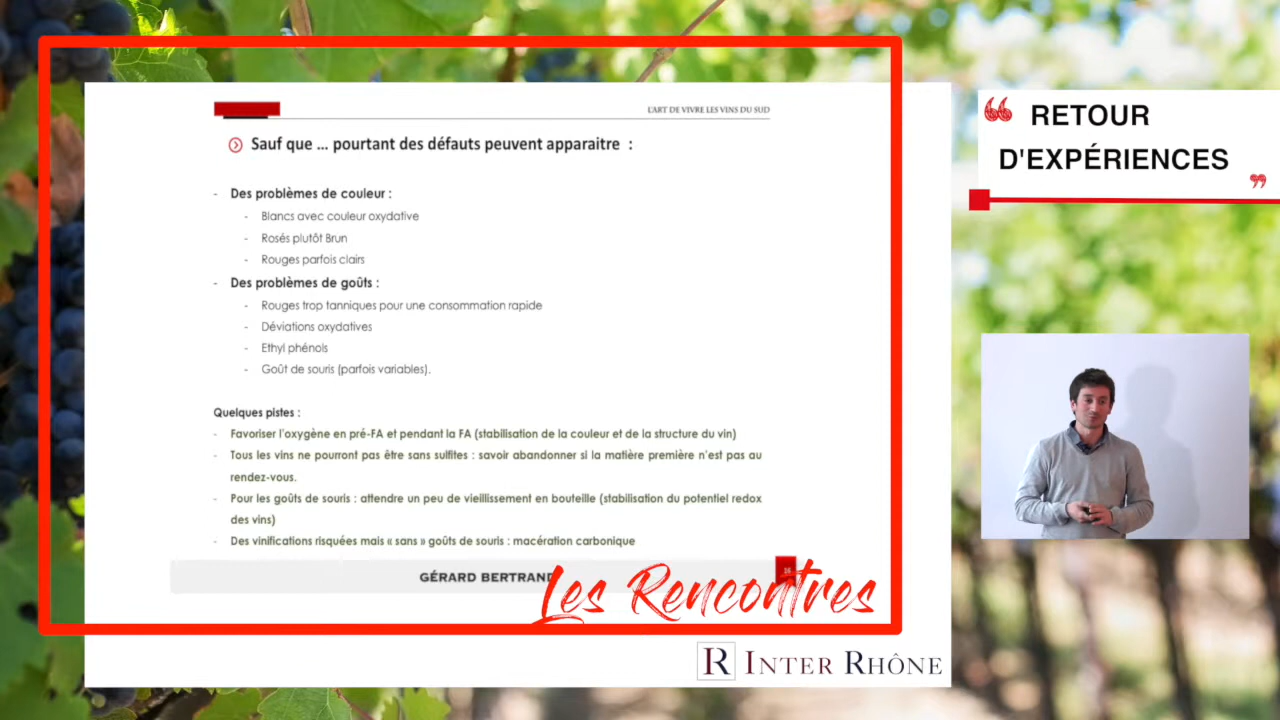 L'ART DE VIVRE LES VINS DU SUD
Sauf que ... pourtant des défauts peuvent apparaitre :
- Des problèmes de couleur :
- Blancs avec couleur oxydative
- Rosés plutôt Brun
- Rouges parfois clairs
- Des problèmes de goûts :
- Rouges trop tanniques pour une consommation rapide
- Déviations oxydatives
- Ethyl phénols
- Goût de souris (parfois variables).
Quelques pistes :
- Favoriser l'oxygène en pré-FA et pendant la FA (stabilisation de la couleur et de la structure du vin)
- Tous les vins ne pourront pas être sans sulfites : savoir abandonner si la matière première n'est pas au
rendez-vous.
- Pour les goûts de souris : attendre un peu de vieillissement en bouteille (stabilisation du potentiel redox
des vins)
- Des vinifications risquées mais « sans » goûts de souris : macération carbonique
GÉRARD BERTRAND
16
Les Rencontres
R INTER RHÔNE
“ RETOUR
D'EXPÉRIENCES ”